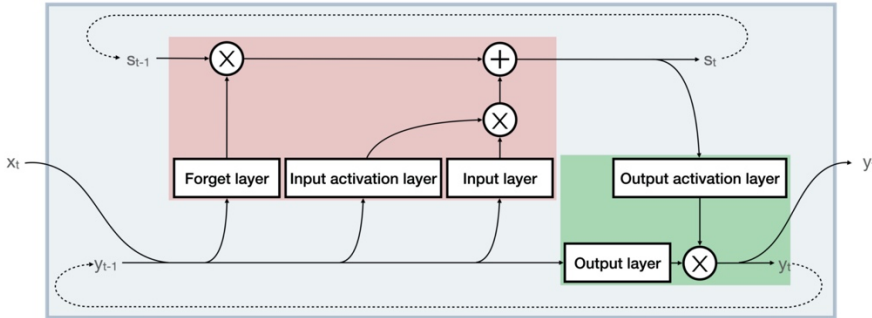 sₜ₋₁
sₜ
xₜ
Forget layer
Input activation layer
Input layer
Output activation layer
y
yₜ₋₁
Output layer
yₜ